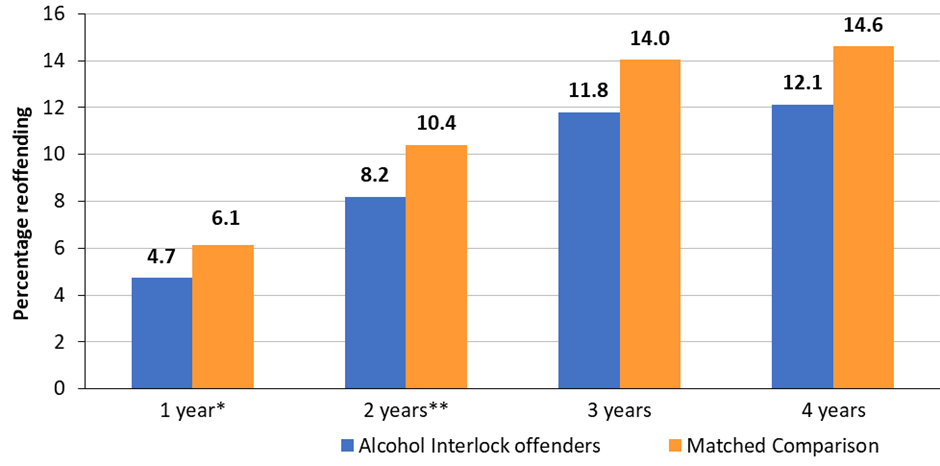 16
14
12
10
8
6
4
2
0
Percentage reoffending
4.7
6.1
8.2
10.4
11.8
14.0
12.1
14.6
1 year*
2 years**
3 years
4 years
Alcohol Interlock offenders
Matched Comparison